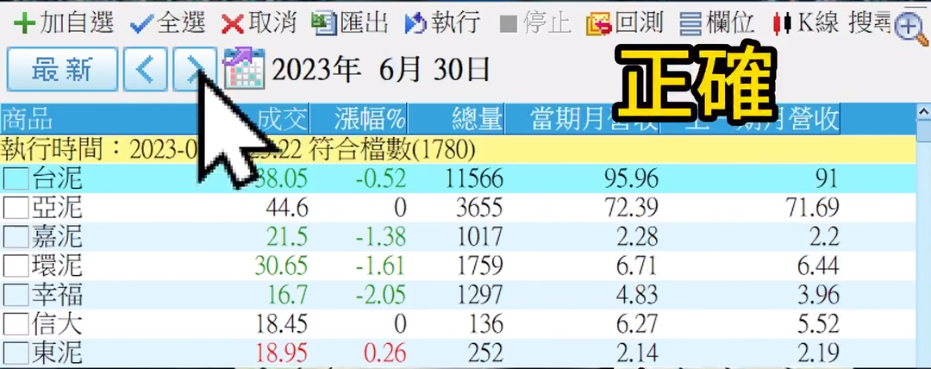 加自選 全選 取消 匯出 執行 停止 回測 欄位 K線 搜尋
最新 2023年 6月 30日
正確
商品 成交 漲幅% 總量 當期月營收 期月營收
執行時間：2023-0 :22 符合檔數(1780)
台泥 38.05 -0.52 11566 95.96 91
亞泥 44.6 0 3655 72.39 71.69
嘉泥 21.5 -1.38 1017 2.28 2.2
環泥 30.65 -1.61 1759 6.71 6.44
幸福 16.7 -2.05 1297 4.83 3.96
信大 18.45 0 136 6.27 5.52
東泥 18.95 0.26 252 2.14 2.19